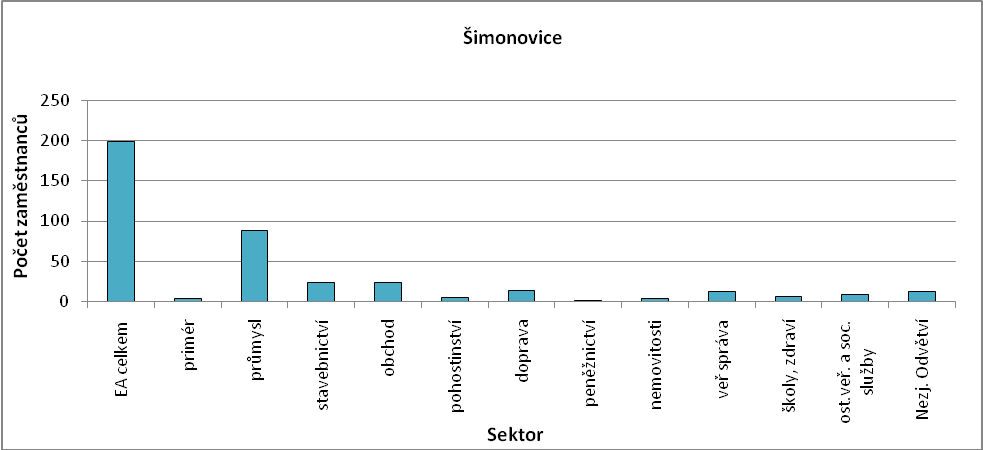 Šimonovice
Počet zaměstnanců
250
200
150
100
50
0
EA celkem
primér
průmysl
stavebnictví
obchod
pohostinství
doprava
peněžnictví
nemovitosti
veř správa
školy, zdraví
ost.veř. a soc.
služby
Nezj. Odvětví
Sektor